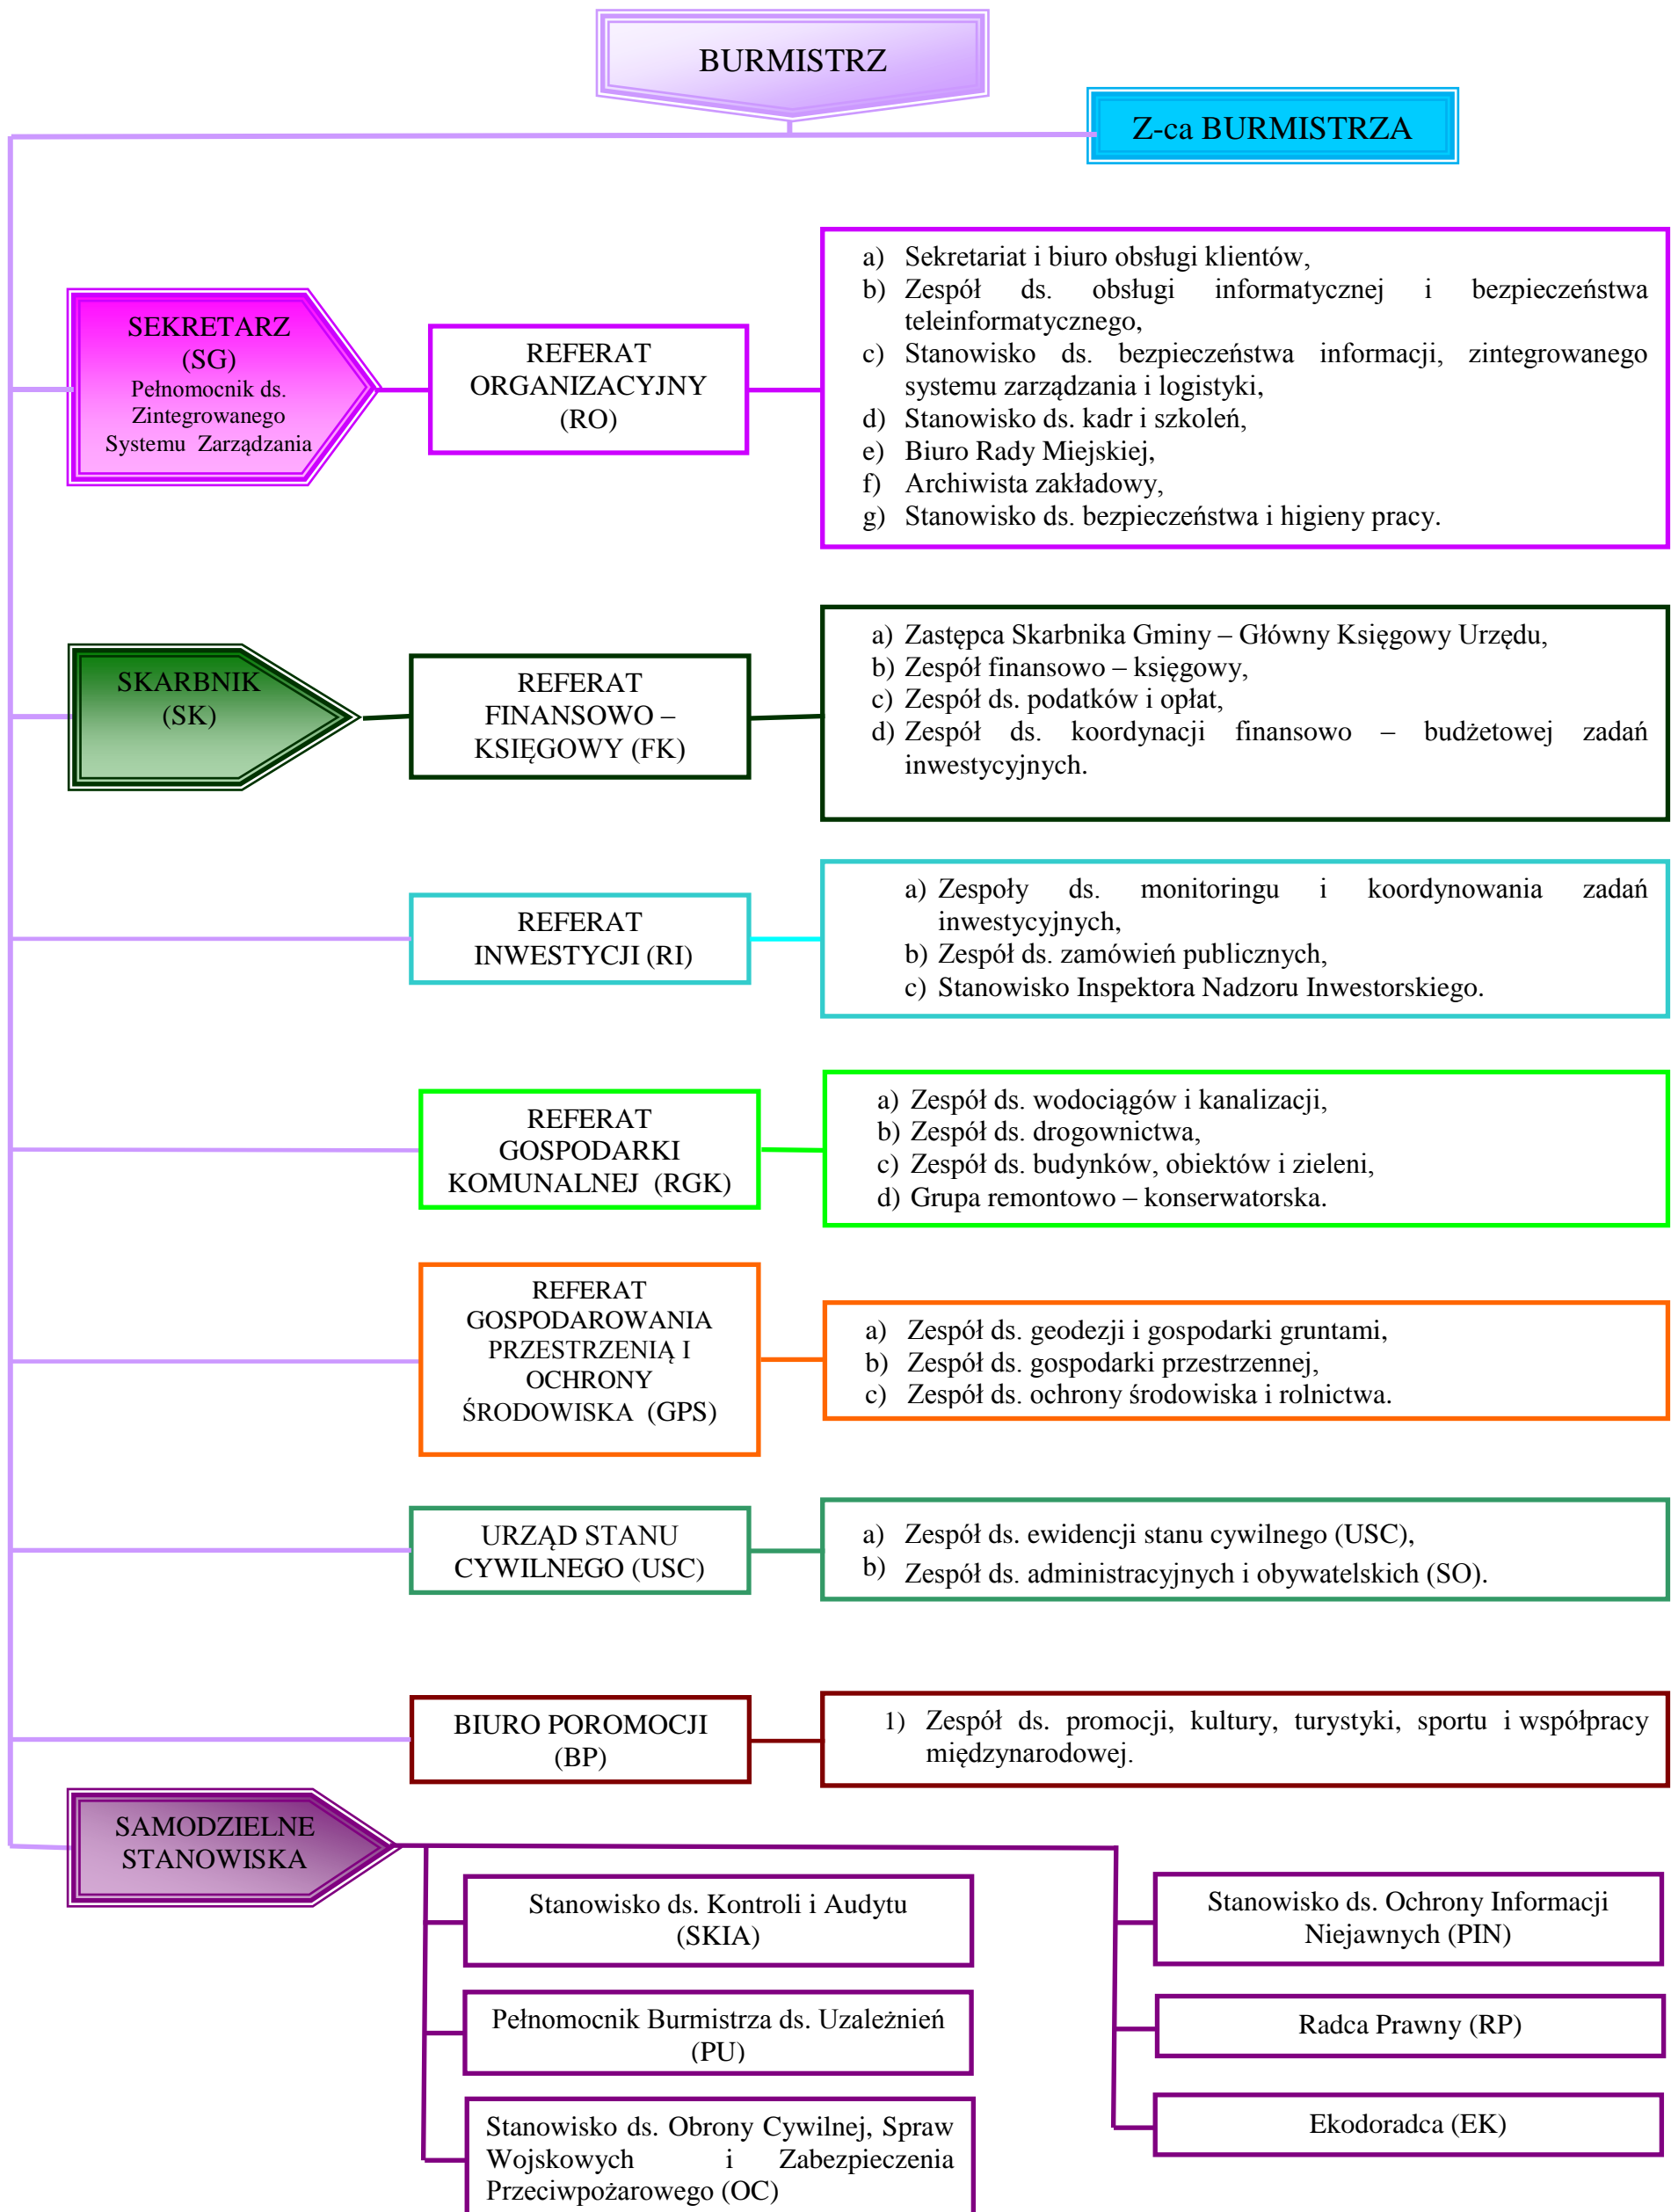 BURMISTRZ
Z-ca BURMISTRZA
SEKRETARZ
(SG)
Pełnomocnik ds.
Zintegrowanego
Systemu Zarządzania
REFERAT
ORGANIZACYJNY
(RO)
a) Sekretariat i biuro obsługi klientów,
b) Zespół ds. obsługi informatycznej i bezpieczeństwa
teleinformatycznego,
c) Stanowisko ds. bezpieczeństwa informacji, zintegrowanego
systemu zarządzania i logistyki,
d) Stanowisko ds. kadr i szkoleń,
e) Biuro Rady Miejskiej,
f) Archiwista zakładowy,
g) Stanowisko ds. bezpieczeństwa i higieny pracy.
SKARBNIK
(SK)
REFERAT
FINANSOWO –
KSIĘGOWY (FK)
a) Zastępca Skarbnika Gminy – Główny Księgowy Urzędu,
b) Zespół finansowo – księgowy,
c) Zespół ds. podatków i opłat,
d) Zespół ds. koordynacji finansowo – budżetowej zadań
inwestycyjnych.
REFERAT
INWESTYCJI (RI)
a) Zespoły ds. monitoringu i koordynowania zadań
inwestycyjnych,
b) Zespół ds. zamówień publicznych,
c) Stanowisko Inspektora Nadzoru Inwestorskiego.
REFERAT
GOSPODARKI
KOMUNALNEJ (RGK)
a) Zespół ds. wodociągów i kanalizacji,
b) Zespół ds. drogownictwa,
c) Zespół ds. budynków, obiektów i zieleni,
d) Grupa remontowo – konserwatorska.
REFERAT
GOSPODAROWANIA
PRZESTRZENIĄ I
OCHRONY
ŚRODOWISKA (GPS)
a) Zespół ds. geodezji i gospodarki gruntami,
b) Zespół ds. gospodarki przestrzennej,
c) Zespół ds. ochrony środowiska i rolnictwa.
URZĄD STANU
CYWILNEGO (USC)
a) Zespół ds. ewidencji stanu cywilnego (USC),
b) Zespół ds. administracyjnych i obywatelskich (SO).
BIURO POROMOCJI
(BP)
1) Zespół ds. promocji, kultury, turystyki, sportu i współpracy
międzynarodowej.
SAMODZIELNE
STANOWISKA
Stanowisko ds. Kontroli i Audytu
(SKIA)
Pełnomocnik Burmistrza ds. Uzależnień
(PU)
Stanowisko ds. Obrony Cywilnej, Spraw
Wojskowych i Zabezpieczenia
Przeciwpożarowego (OC)
Stanowisko ds. Ochrony Informacji
Niejawnych (PIN)
Radca Prawny (RP)
Ekodoradca (EK)